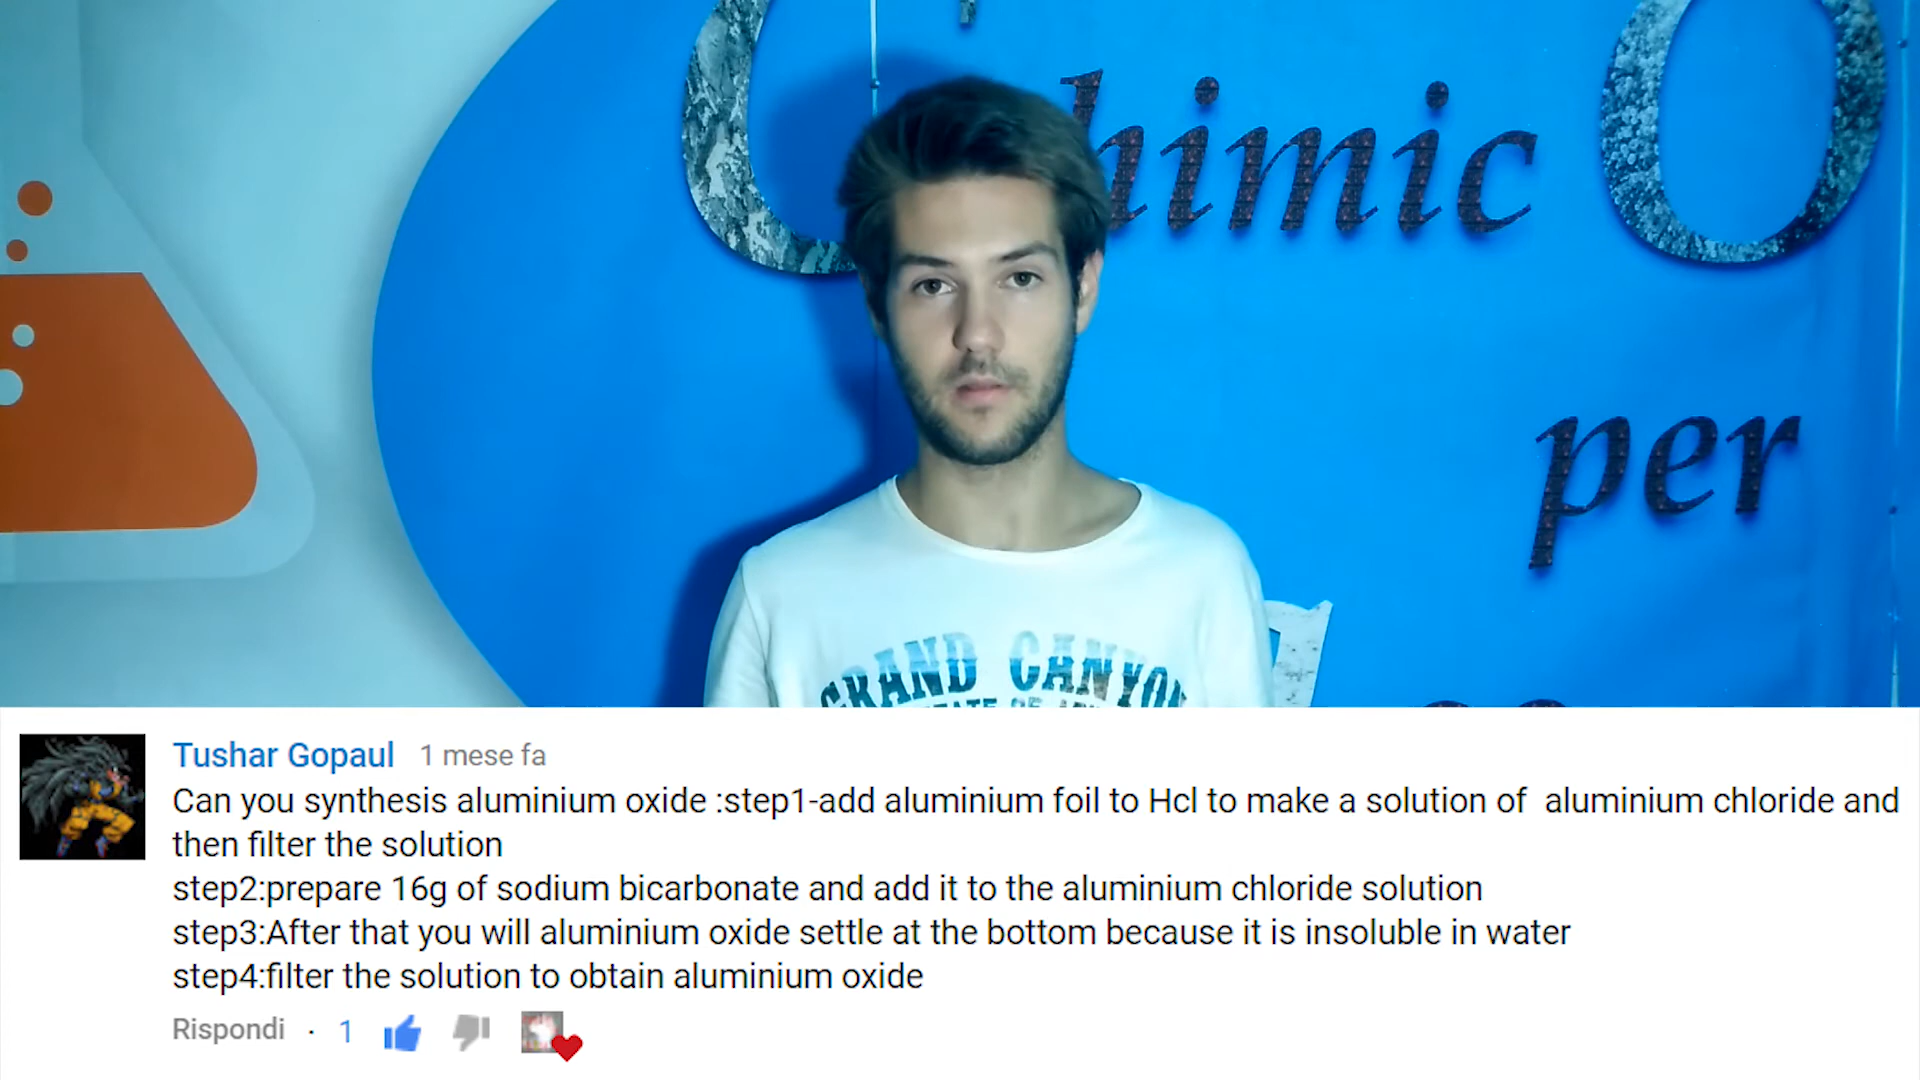 Chimic O
per
GRAND CANYON
STATE OF
Tushar Gopaul 1 mese fa
Can you synthesis aluminium oxide :step1-add aluminium foil to Hcl to make a solution of aluminium chloride and
then filter the solution
step2:prepare 16g of sodium bicarbonate and add it to the aluminium chloride solution
step3:After that you will aluminium oxide settle at the bottom because it is insoluble in water
step4:filter the solution to obtain aluminium oxide
Rispondi · 1